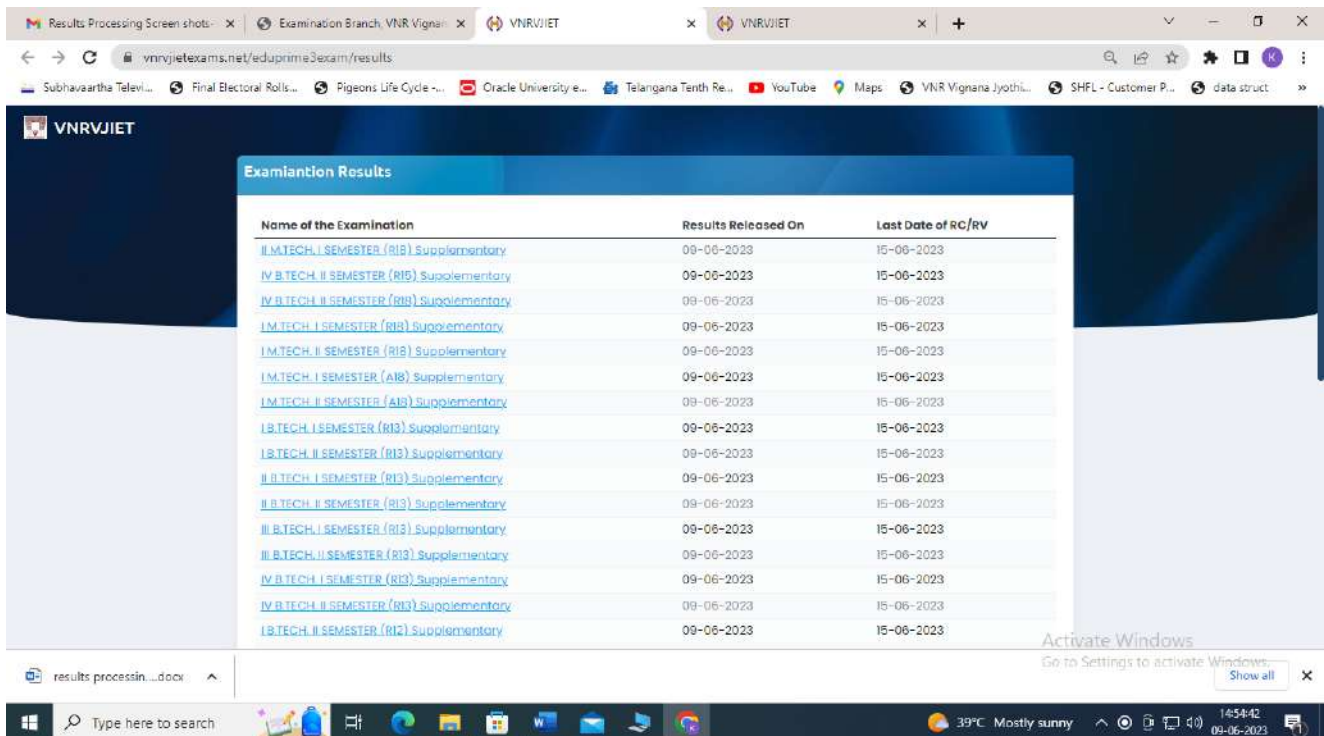 Results Processing Screen shots- Examination Branch, VNR Vignan VNRVJIET VNRVJIET
vnrvjietexams.net/eduprime3exam/results K
Subhavaartha Televi... Final Electoral Rolls... Pigeons Life Cycle -... Oracle University e... Telangana Tenth Re... YouTube Maps VNR Vignana Jyothi... SHFL - Customer P... data struct »
VNRVJIET
Examiantion Results
Name of the Examination Results Released On Last Date of RC/RV
II M.TECH. I SEMESTER (R18) Supplementary 09-06-2023 15-06-2023
IV B.TECH. II SEMESTER (R15) Supplementary 09-06-2023 15-06-2023
IV B.TECH. II SEMESTER (R18) Supplementary 09-06-2023 15-06-2023
I M.TECH. I SEMESTER (R18) Supplementary 09-06-2023 15-06-2023
I M.TECH. II SEMESTER (R18) Supplementary 09-06-2023 15-06-2023
I M.TECH. I SEMESTER (A18) Supplementary 09-06-2023 15-06-2023
I M.TECH. II SEMESTER (A18) Supplementary 09-06-2023 15-06-2023
I B.TECH. I SEMESTER (R13) Supplementary 09-06-2023 15-06-2023
I B.TECH. II SEMESTER (R13) Supplementary 09-06-2023 15-06-2023
II B.TECH. I SEMESTER (R13) Supplementary 09-06-2023 15-06-2023
II B.TECH. II SEMESTER (R13) Supplementary 09-06-2023 15-06-2023
III B.TECH. I SEMESTER (R13) Supplementary 09-06-2023 15-06-2023
III B.TECH. II SEMESTER (R13) Supplementary 09-06-2023 15-06-2023
IV B.TECH. I SEMESTER (R13) Supplementary 09-06-2023 15-06-2023
IV B.TECH. II SEMESTER (R13) Supplementary 09-06-2023 15-06-2023
I B.TECH. II SEMESTER (R12) Supplementary 09-06-2023 15-06-2023
Activate Windows
Go to Settings to activate Windows.
results processin....docx Show all
Type here to search 39°C Mostly sunny 14:54:42
09-06-2023